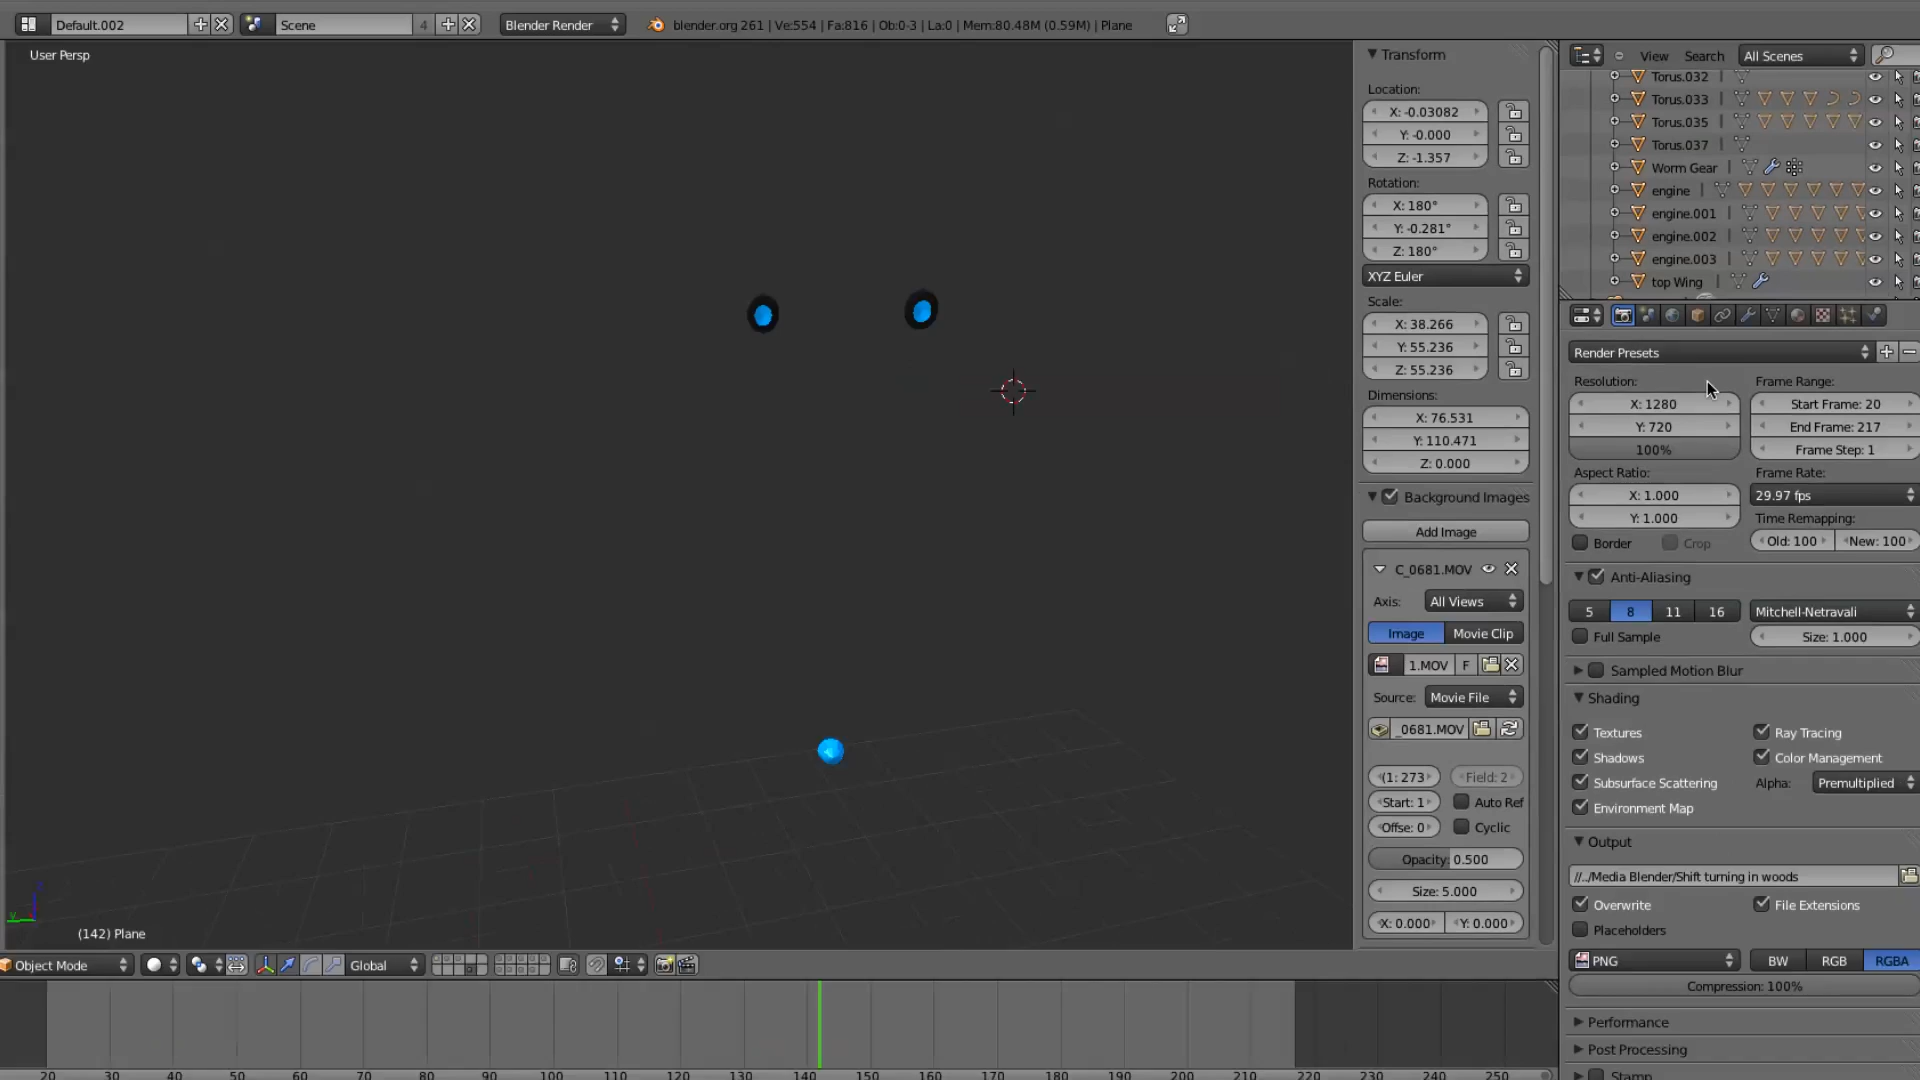 Default.002
Scene
4
Blender Render
blender.org 261 | Ve:554 | Fa:816 | Ob:0-3 | La:0 | Mem:80.48M (0.59M) | Plane
User Persp
(142) Plane
Transform
Location:
X: -0.03082
Y: -0.000
Z: -1.357
Rotation:
X: 180°
Y: -0.281°
Z: 180°
XYZ Euler
Scale:
X: 38.266
Y: 55.236
Z: 55.236
Dimensions:
X: 76.531
Y: 110.471
Z: 0.000
Background Images
Add Image
C_0681.MOV
Axis: All Views
Image Movie Clip
1.MOV F
Source: Movie File
_0681.MOV
(1: 273 Field: 2
Start: 1 Auto Ref
Offse: 0 Cyclic
Opacity: 0.500
Size: 5.000
X: 0.000 Y: 0.000
View Search All Scenes
Torus.032
Torus.033
Torus.035
Torus.037
Worm Gear
engine
engine.001
engine.002
engine.003
top Wing
Render Presets
Resolution: Frame Range:
X: 1280 Start Frame: 20
Y: 720 End Frame: 217
100% Frame Step: 1
Aspect Ratio: Frame Rate:
X: 1.000 29.97 fps
Y: 1.000 Time Remapping:
Border Crop Old: 100 New: 100
Anti-Aliasing
5 8 11 16 Mitchell-Netravali
Full Sample Size: 1.000
Sampled Motion Blur
Shading
Textures Ray Tracing
Shadows Color Management
Subsurface Scattering Alpha: Premultiplied
Environment Map
Output
//../Media Blender/Shift turning in woods
Overwrite File Extensions
Placeholders
PNG BW RGB RGBA
Compression: 100%
Performance
Post Processing
Stamp
Object Mode Global
20 30 40 50 60 70 80 90 100 110 120 130 140 150 160 170 180 190 200 210 220 230 240 250